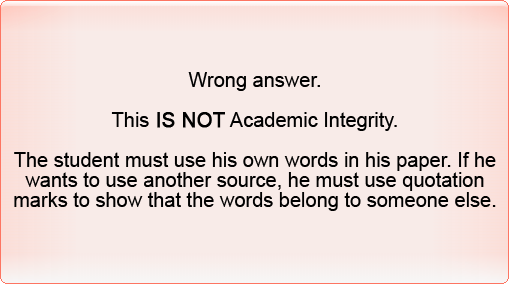 Wrong answer.
This IS NOT Academic Integrity.
The student must use his own words in his paper. If he
wants to use another source, he must use quotation
marks to show that the words belong to someone else.